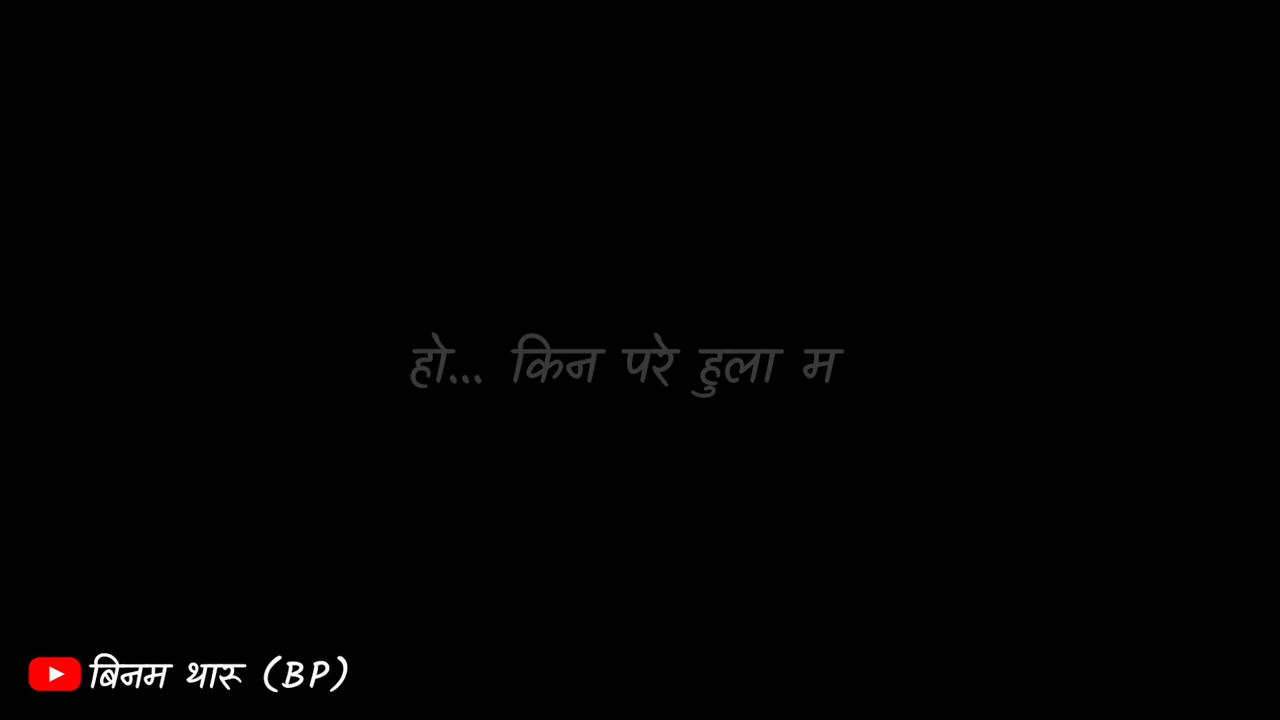 हो... किन परे हुला म
बिनम थारू (BP)